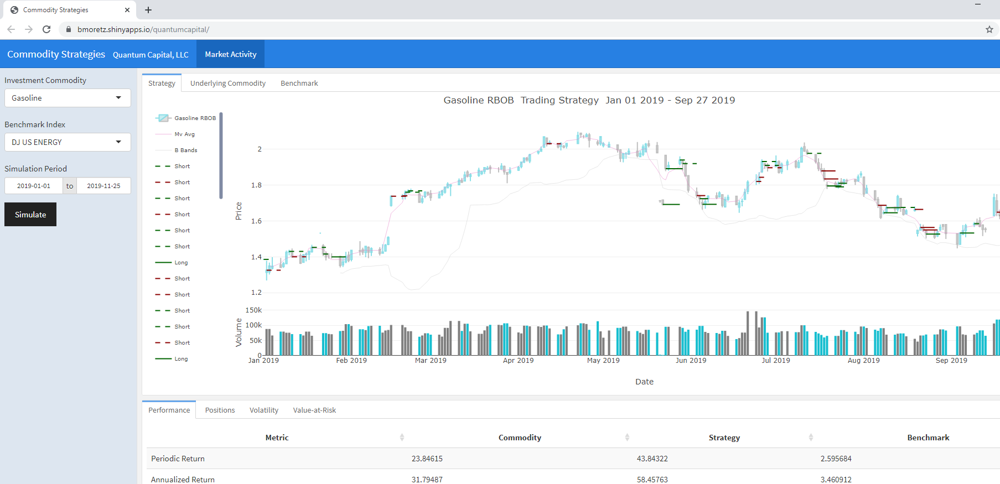 Commodity Strategies
bmoretz.shinyapps.io/quantumcapital/
Commodity Strategies Quantum Capital, LLC Market Activity
Investment Commodity
Gasoline
Benchmark Index
DJ US ENERGY
Simulation Period
2019-01-01 to 2019-11-25
Simulate
Strategy Underlying Commodity Benchmark
Gasoline RBOB Trading Strategy Jan 01 2019 - Sep 27 2019
Gasoline RBOB
Mv Avg
B Bands
Short
Short
Short
Short
Short
Short
Long
Short
Short
Short
Short
Short
Long
Price
2
1.8
1.6
1.4
1.2
Volume
150k
100k
50k
0
Jan 2019 Feb 2019 Mar 2019 Apr 2019 May 2019 Jun 2019 Jul 2019 Aug 2019 Sep 2019
Date
Performance Positions Volatility Value-at-Risk
Metric Commodity Strategy Benchmark
Periodic Return 23.84615 43.84322 2.595684
Annualized Return 31.79487 58.45763 3.460912